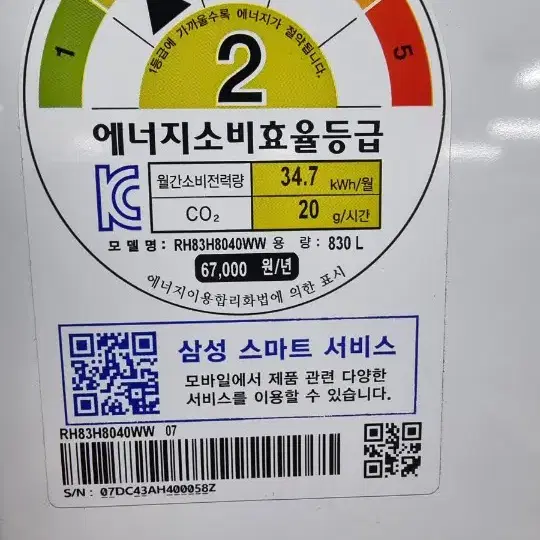 1등급에 가까울수록 에너지가 절약됩니다.
1
2
5
에너지소비효율등급
월간소비전력량 34.7 kWh/월
CO₂ 20 g/시간
모델명: RH83H8040WW 용 량: 830 L
67,000 원/년
에너지이용합리화법에 의한 표시
삼성 스마트 서비스
모바일에서 제품 관련 다양한
서비스를 이용할 수 있습니다.
RH83H8040WW 07
S/N : 07DC43AH400058Z